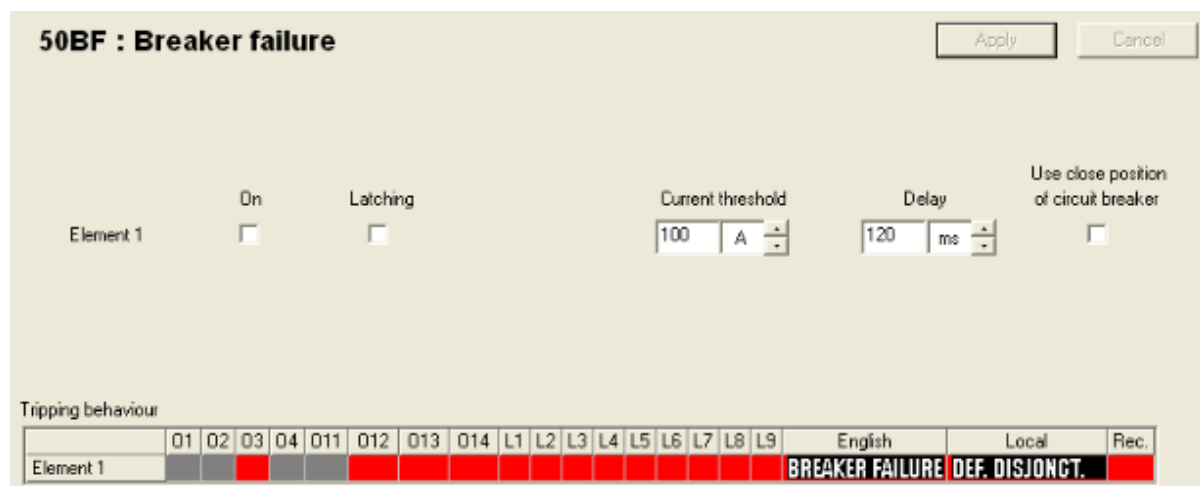 50BF : Breaker failure
Apply
Cancel
Use close position
of circuit breaker
On
Latching
Current threshold
Delay
Element 1
100
A
120
ms
Tripping behaviour
O1 O2 O3 O4 O11 O12 O13 O14 L1 L2 L3 L4 L5 L6 L7 L8 L9 English Local Rec.
Element 1 BREAKER FAILURE DEF. DISJONCT.